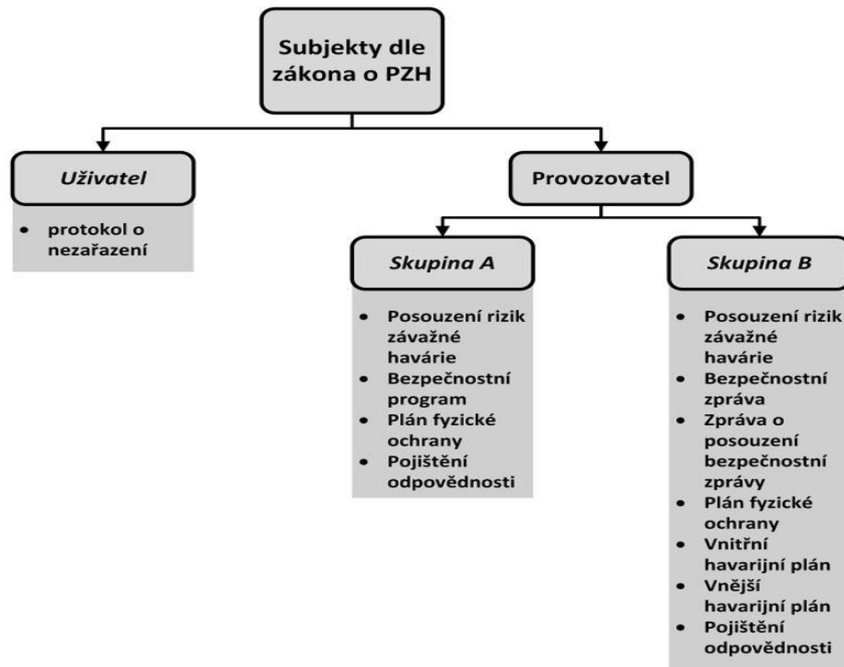 Subjekty dle
zákona o PZH
Uživatel
• protokol o
nezařazení
Provozovatel
Skupina A
• Posouzení rizik
závažné
havárie
• Bezpečnostní
program
• Plán fyzické
ochrany
• Pojištění
odpovědnosti
Skupina B
• Posouzení rizik
závažné
havárie
• Bezpečnostní
zpráva
• Zpráva o
posouzení
bezpečnostní
zprávy
• Plán fyzické
ochrany
• Vnitřní
havarijní plán
• Vnější
havarijní plán
• Pojištění
odpovědnosti